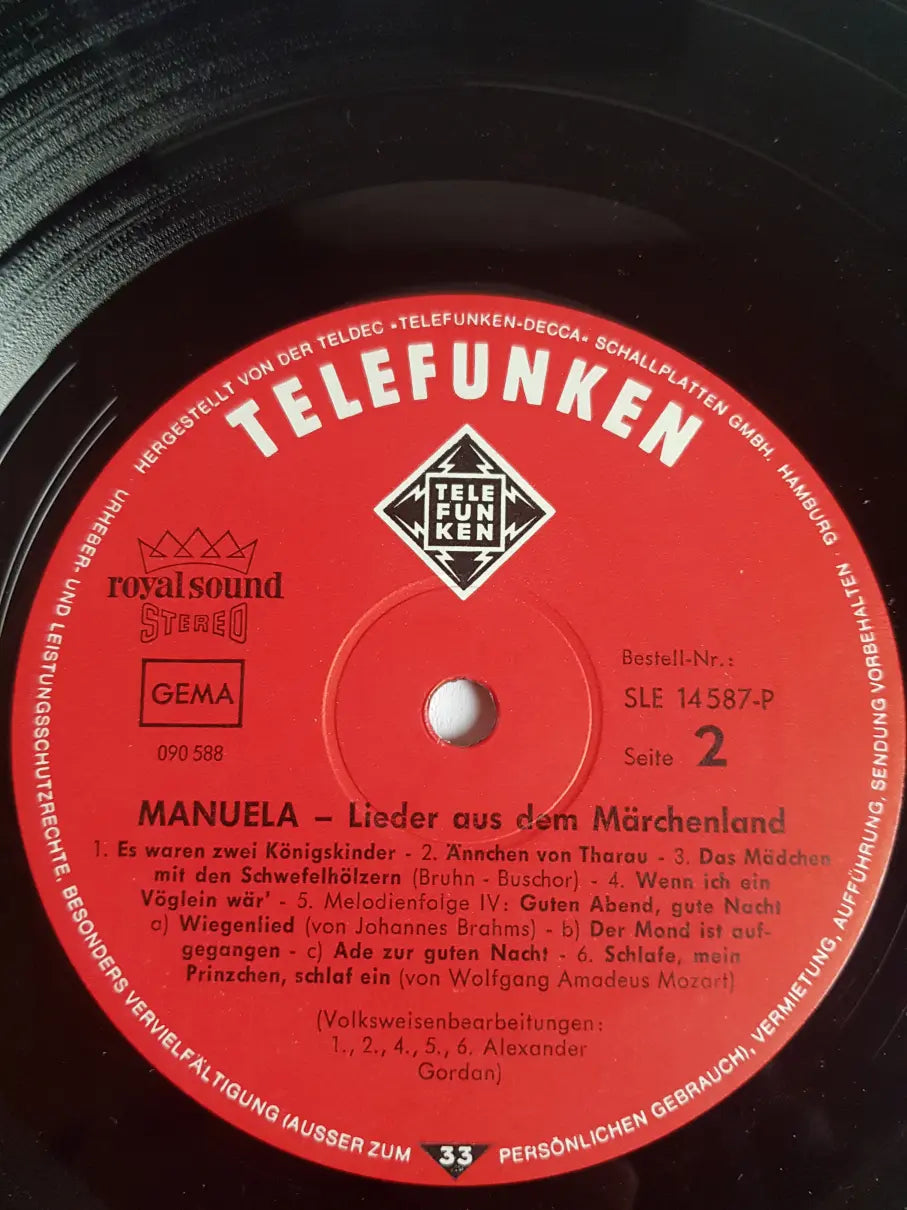 · HERGESTELLT VON DER TELDEC »TELEFUNKEN-DECCA« SCHALLPLATTEN GMBH. HAMBURG · URHEBER- UND LEISTUNGSSCHUTZRECHTE BESONDERS VERVIELFÄLTIGUNG (AUSSER ZUM PERSÖNLICHEN GEBRAUCH), VERMIETUNG, AUFFÜHRUNG, SENDUNG VORBEHALTEN ·
TELEFUNKEN
TELE
FUN
KEN
royal sound
STEREO
GEMA
090 588
Bestell-Nr.:
SLE 14 587-P
Seite 2
MANUELA – Lieder aus dem Märchenland
1. Es waren zwei Königskinder - 2. Ännchen von Tharau - 3. Das Mädchen
mit den Schwefelhölzern (Bruhn - Buschor) - 4. Wenn ich ein
Vöglein wär' - 5. Melodienfolge IV: Guten Abend, gute Nacht
a) Wiegenlied (von Johannes Brahms) - b) Der Mond ist auf-
gegangen - c) Ade zur guten Nacht - 6. Schlafe, mein
Prinzchen, schlaf ein (von Wolfgang Amadeus Mozart)
(Volksweisenbearbeitungen:
1., 2., 4., 5., 6. Alexander
Gordan)
33